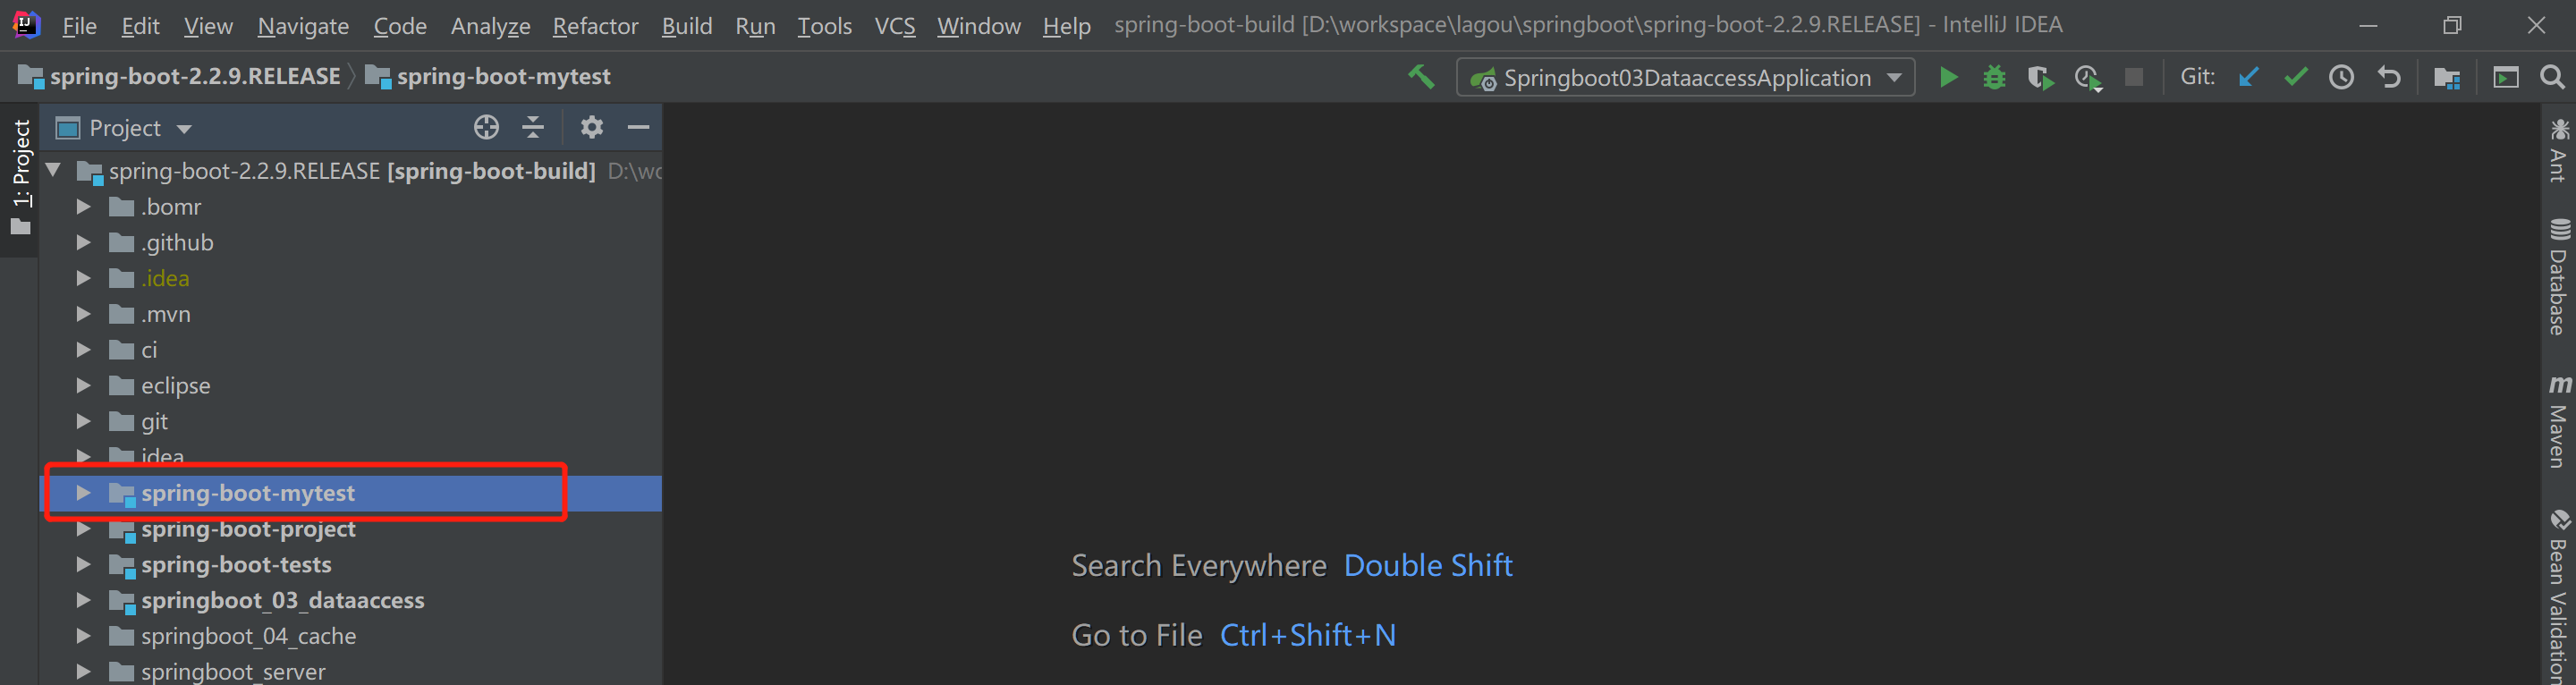 File Edit View Navigate Code Analyze Refactor Build Run Tools VCS Window Help spring-boot-build [D:\workspace\lagou\springboot\spring-boot-2.2.9.RELEASE] - IntelliJ IDEA
spring-boot-2.2.9.RELEASE spring-boot-mytest Springboot03DataaccessApplication Git:
1: Project
Project
spring-boot-2.2.9.RELEASE [spring-boot-build] D:\wo
.bomr
.github
.idea
.mvn
ci
eclipse
git
idea
spring-boot-mytest
spring-boot-project
spring-boot-tests
springboot_03_dataaccess
springboot_04_cache
springboot_server
Search Everywhere Double Shift
Go to File Ctrl+Shift+N
Ant
Database
m Maven
Bean Validation